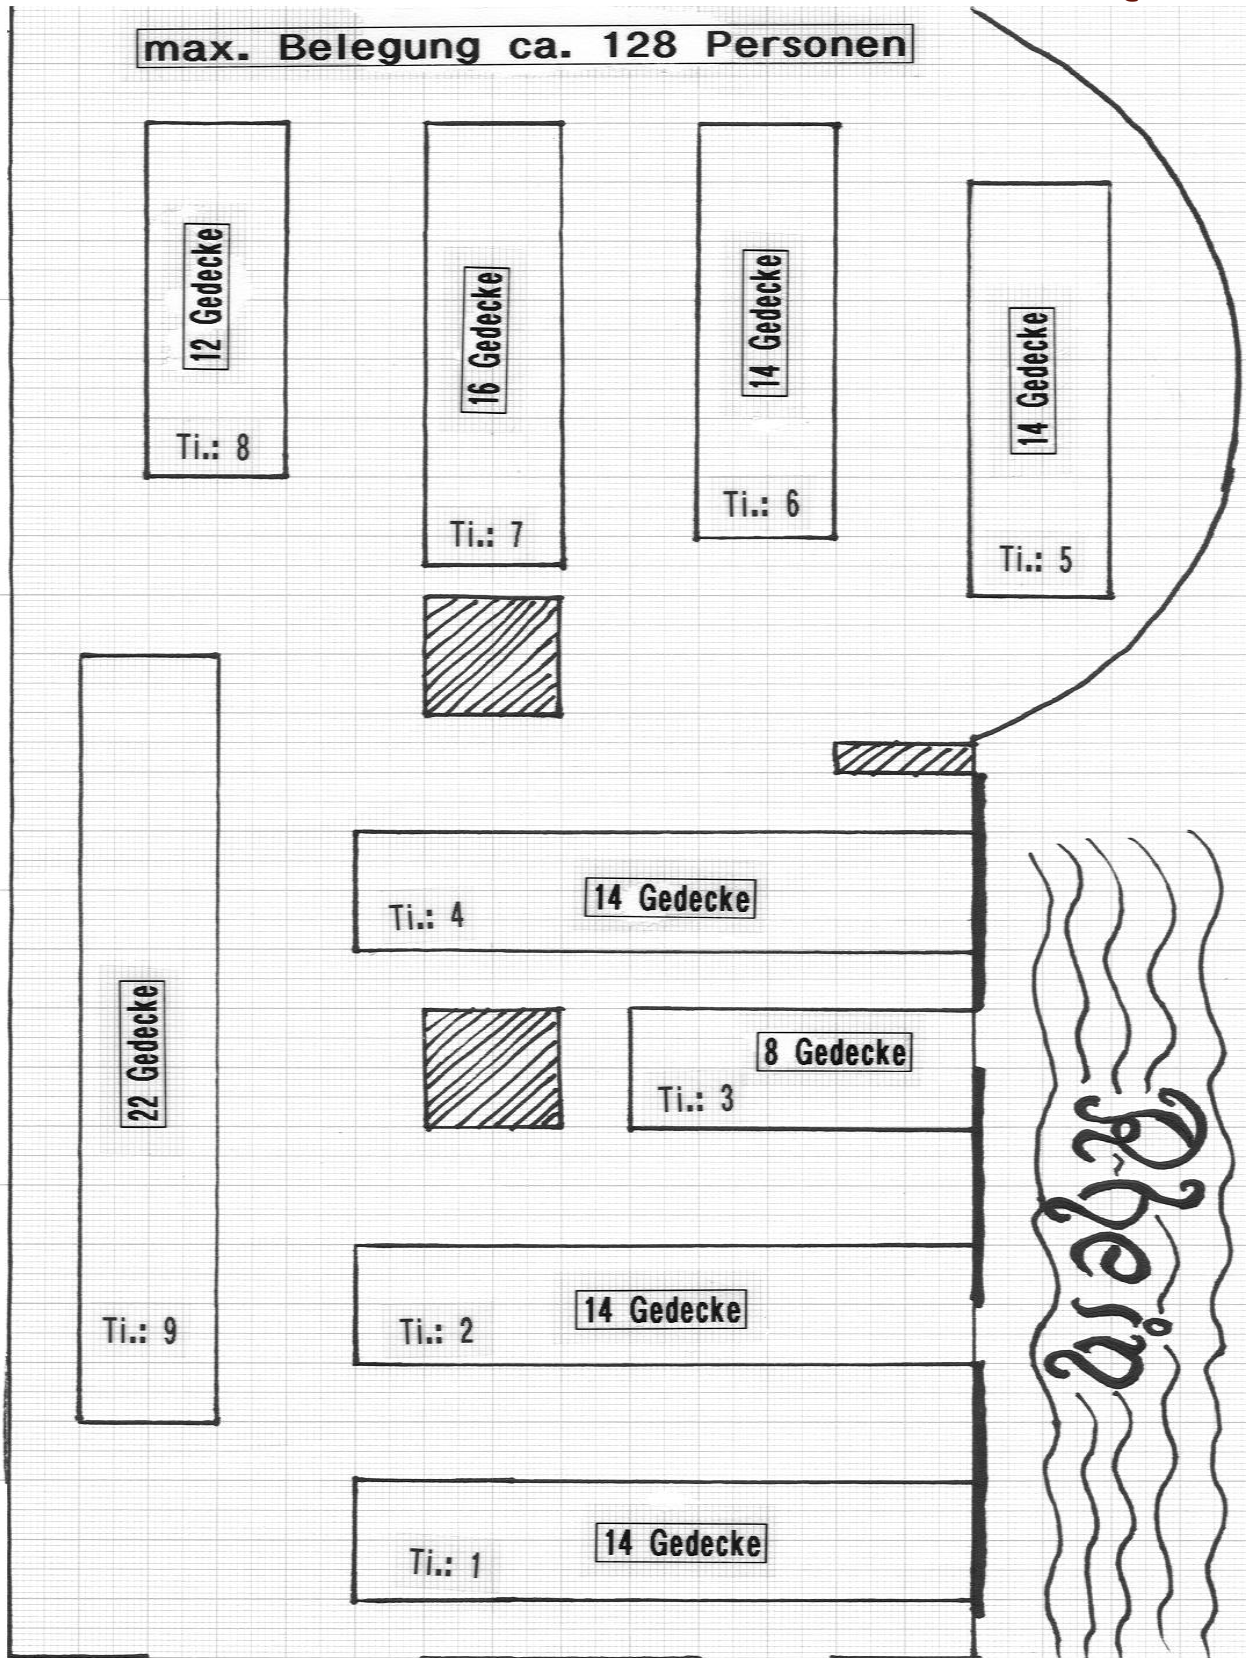 max. Belegung ca. 128 Personen
12 Gedecke
Ti.: 8
16 Gedecke
Ti.: 7
14 Gedecke
Ti.: 6
14 Gedecke
Ti.: 5
14 Gedecke
Ti.: 4
8 Gedecke
Ti.: 3
22 Gedecke
Ti.: 9
14 Gedecke
Ti.: 2
14 Gedecke
Ti.: 1
Rhein